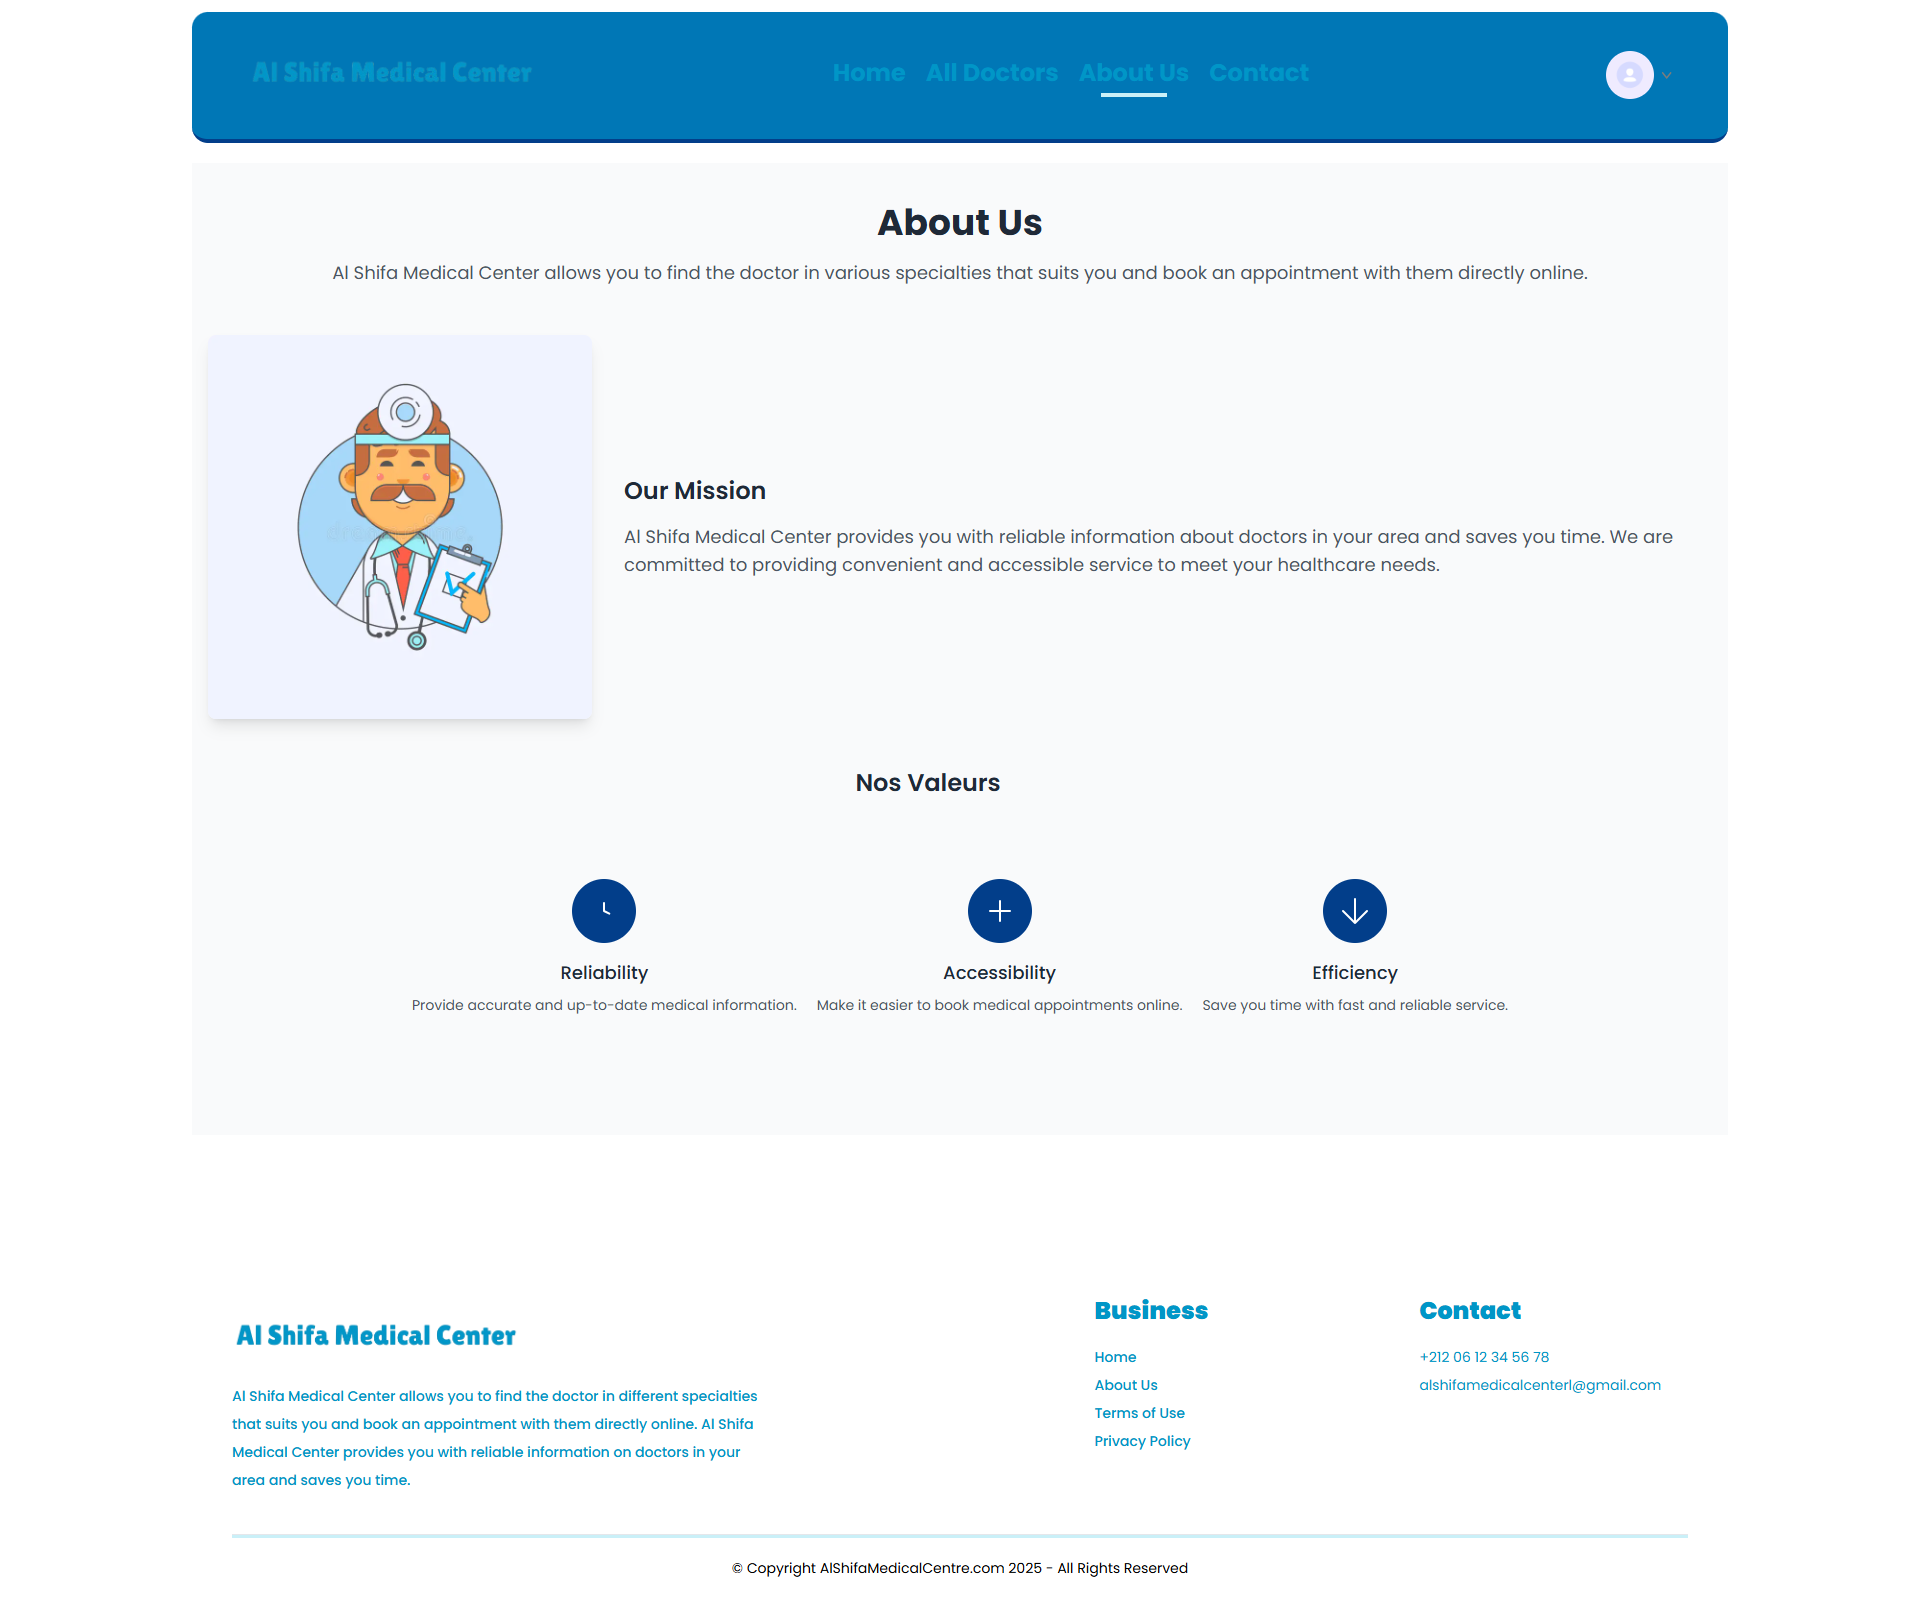 Al Shifa Medical Center
Home All Doctors About Us Contact
About Us
Al Shifa Medical Center allows you to find the doctor in various specialties that suits you and book an appointment with them directly online.
Our Mission
Al Shifa Medical Center provides you with reliable information about doctors in your area and saves you time. We are
committed to providing convenient and accessible service to meet your healthcare needs.
Nos Valeurs
Reliability
Provide accurate and up-to-date medical information.
Accessibility
Make it easier to book medical appointments online.
Efficiency
Save you time with fast and reliable service.
Al Shifa Medical Center
Al Shifa Medical Center allows you to find the doctor in different specialties
that suits you and book an appointment with them directly online. Al Shifa
Medical Center provides you with reliable information on doctors in your
area and saves you time.
Business
Home
About Us
Terms of Use
Privacy Policy
Contact
+212 06 12 34 56 78
alshifamedicalcenterl@gmail.com
© Copyright AlShifaMedicalCentre.com 2025 - All Rights Reserved